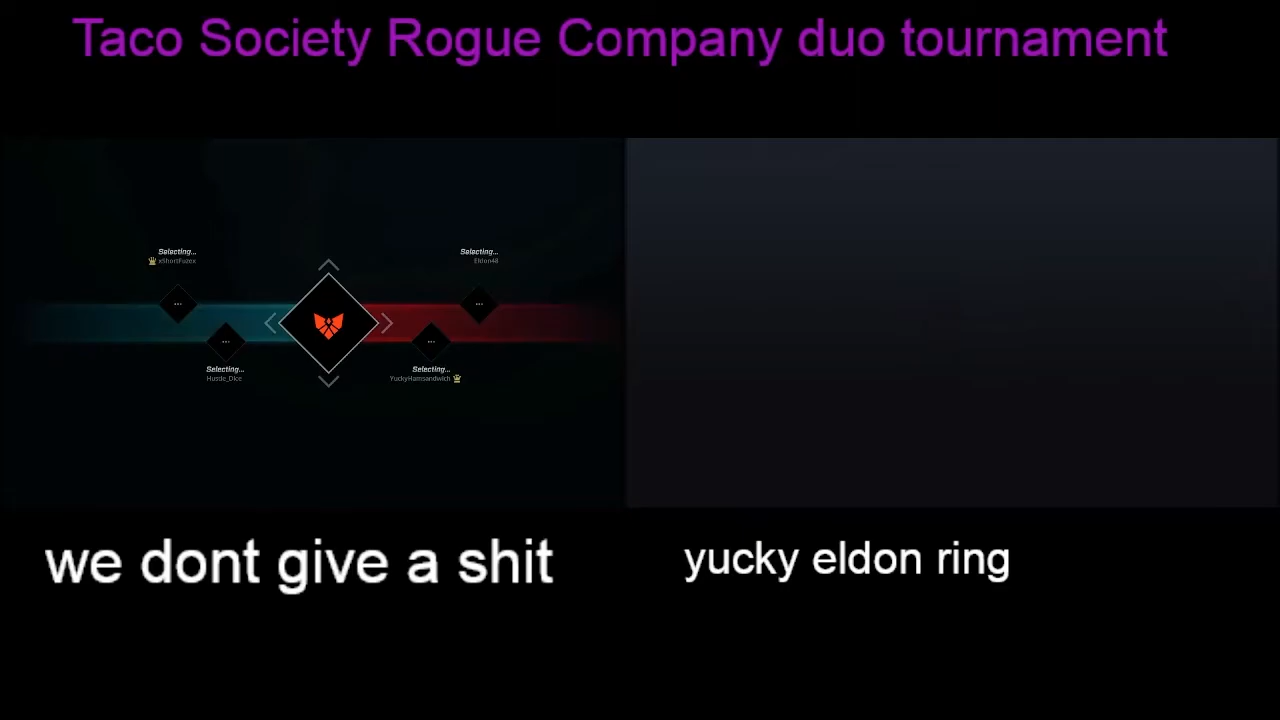 Taco Society Rogue Company duo tournament
Selecting...
xShortFuzex
Selecting...
Eldon48
Selecting...
Hustle_Dice
Selecting...
YuckyHamsandwich
we dont give a shit
yucky eldon ring